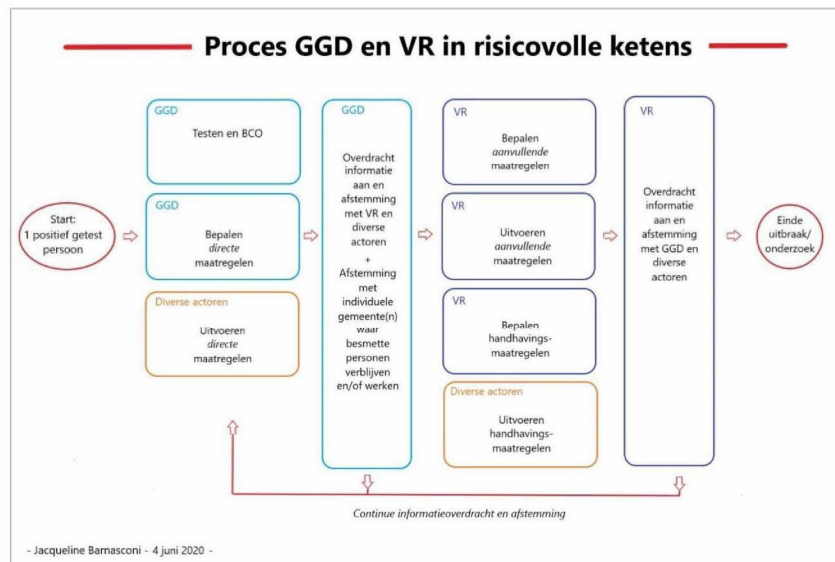 Proces GGD en VR in risicovolle ketens
Start:
1 positief getest
persoon
GGD
Testen en BCO
GGD
Bepalen
directe
maatregelen
Diverse actoren
Uitvoeren
directe
maatregelen
GGD
Overdracht
informatie
aan en
afstemming
met VR en
diverse
actoren
+
Afstemming
met
individuele
gemeente(n)
waar
besmette
personen
verblijven
en/of werken
VR
Bepalen
aanvullende
maatregelen
VR
Uitvoeren
aanvullende
maatregelen
VR
Bepalen
handhavings-
maatregelen
Diverse actoren
Uitvoeren
handhavings-
maatregelen
VR
Overdracht
informatie
aan en
afstemming
met GGD en
diverse
actoren
Einde
uitbraak/
onderzoek
Continue informatieoverdracht en afstemming
- Jacqueline Barnasconi - 4 juni 2020 -